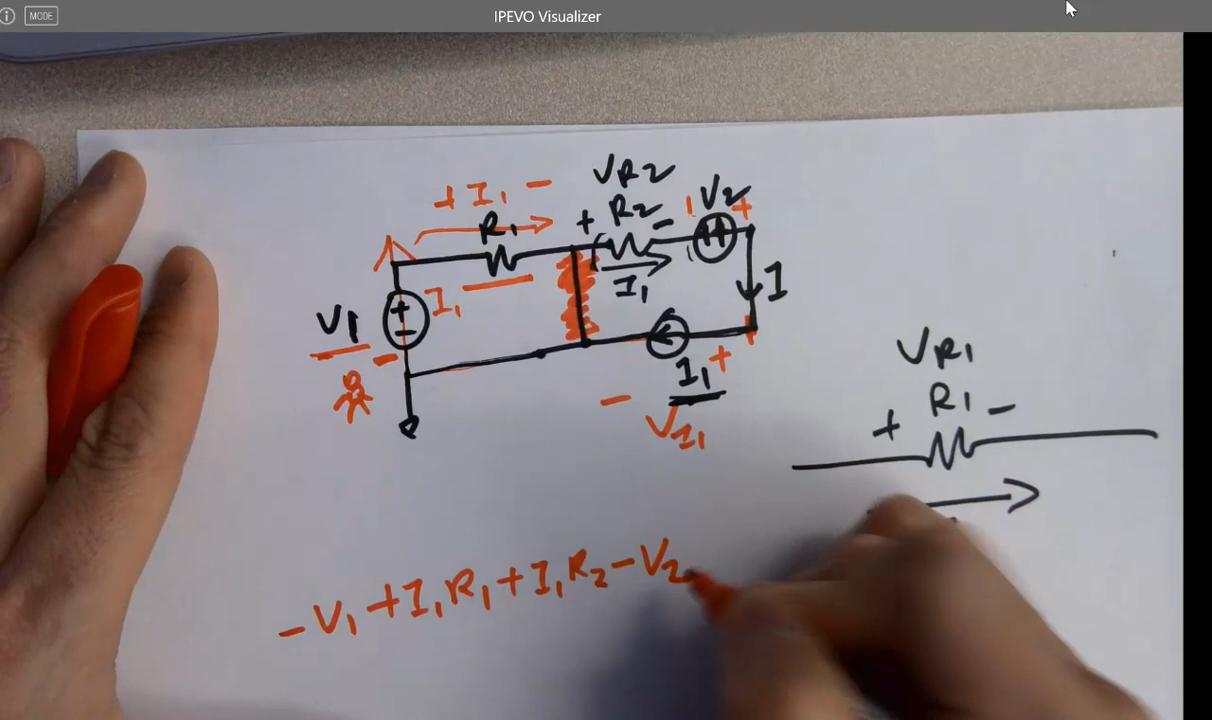 MODE
IPEVO Visualizer
VR2
+ I1 -
R1
+ R2 -
V2
- +
I1
I
V1
+
-
I1
-
+
I1
- VI1
VR1
+ R1 -
- V1 + I1R1 + I1R2 - V2